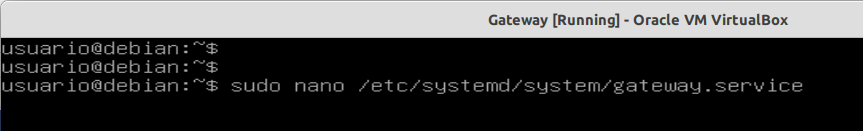 Gateway [Running] - Oracle VM VirtualBox
usuario@debian:~$
usuario@debian:~$
usuario@debian:~$ sudo nano /etc/systemd/system/gateway.service